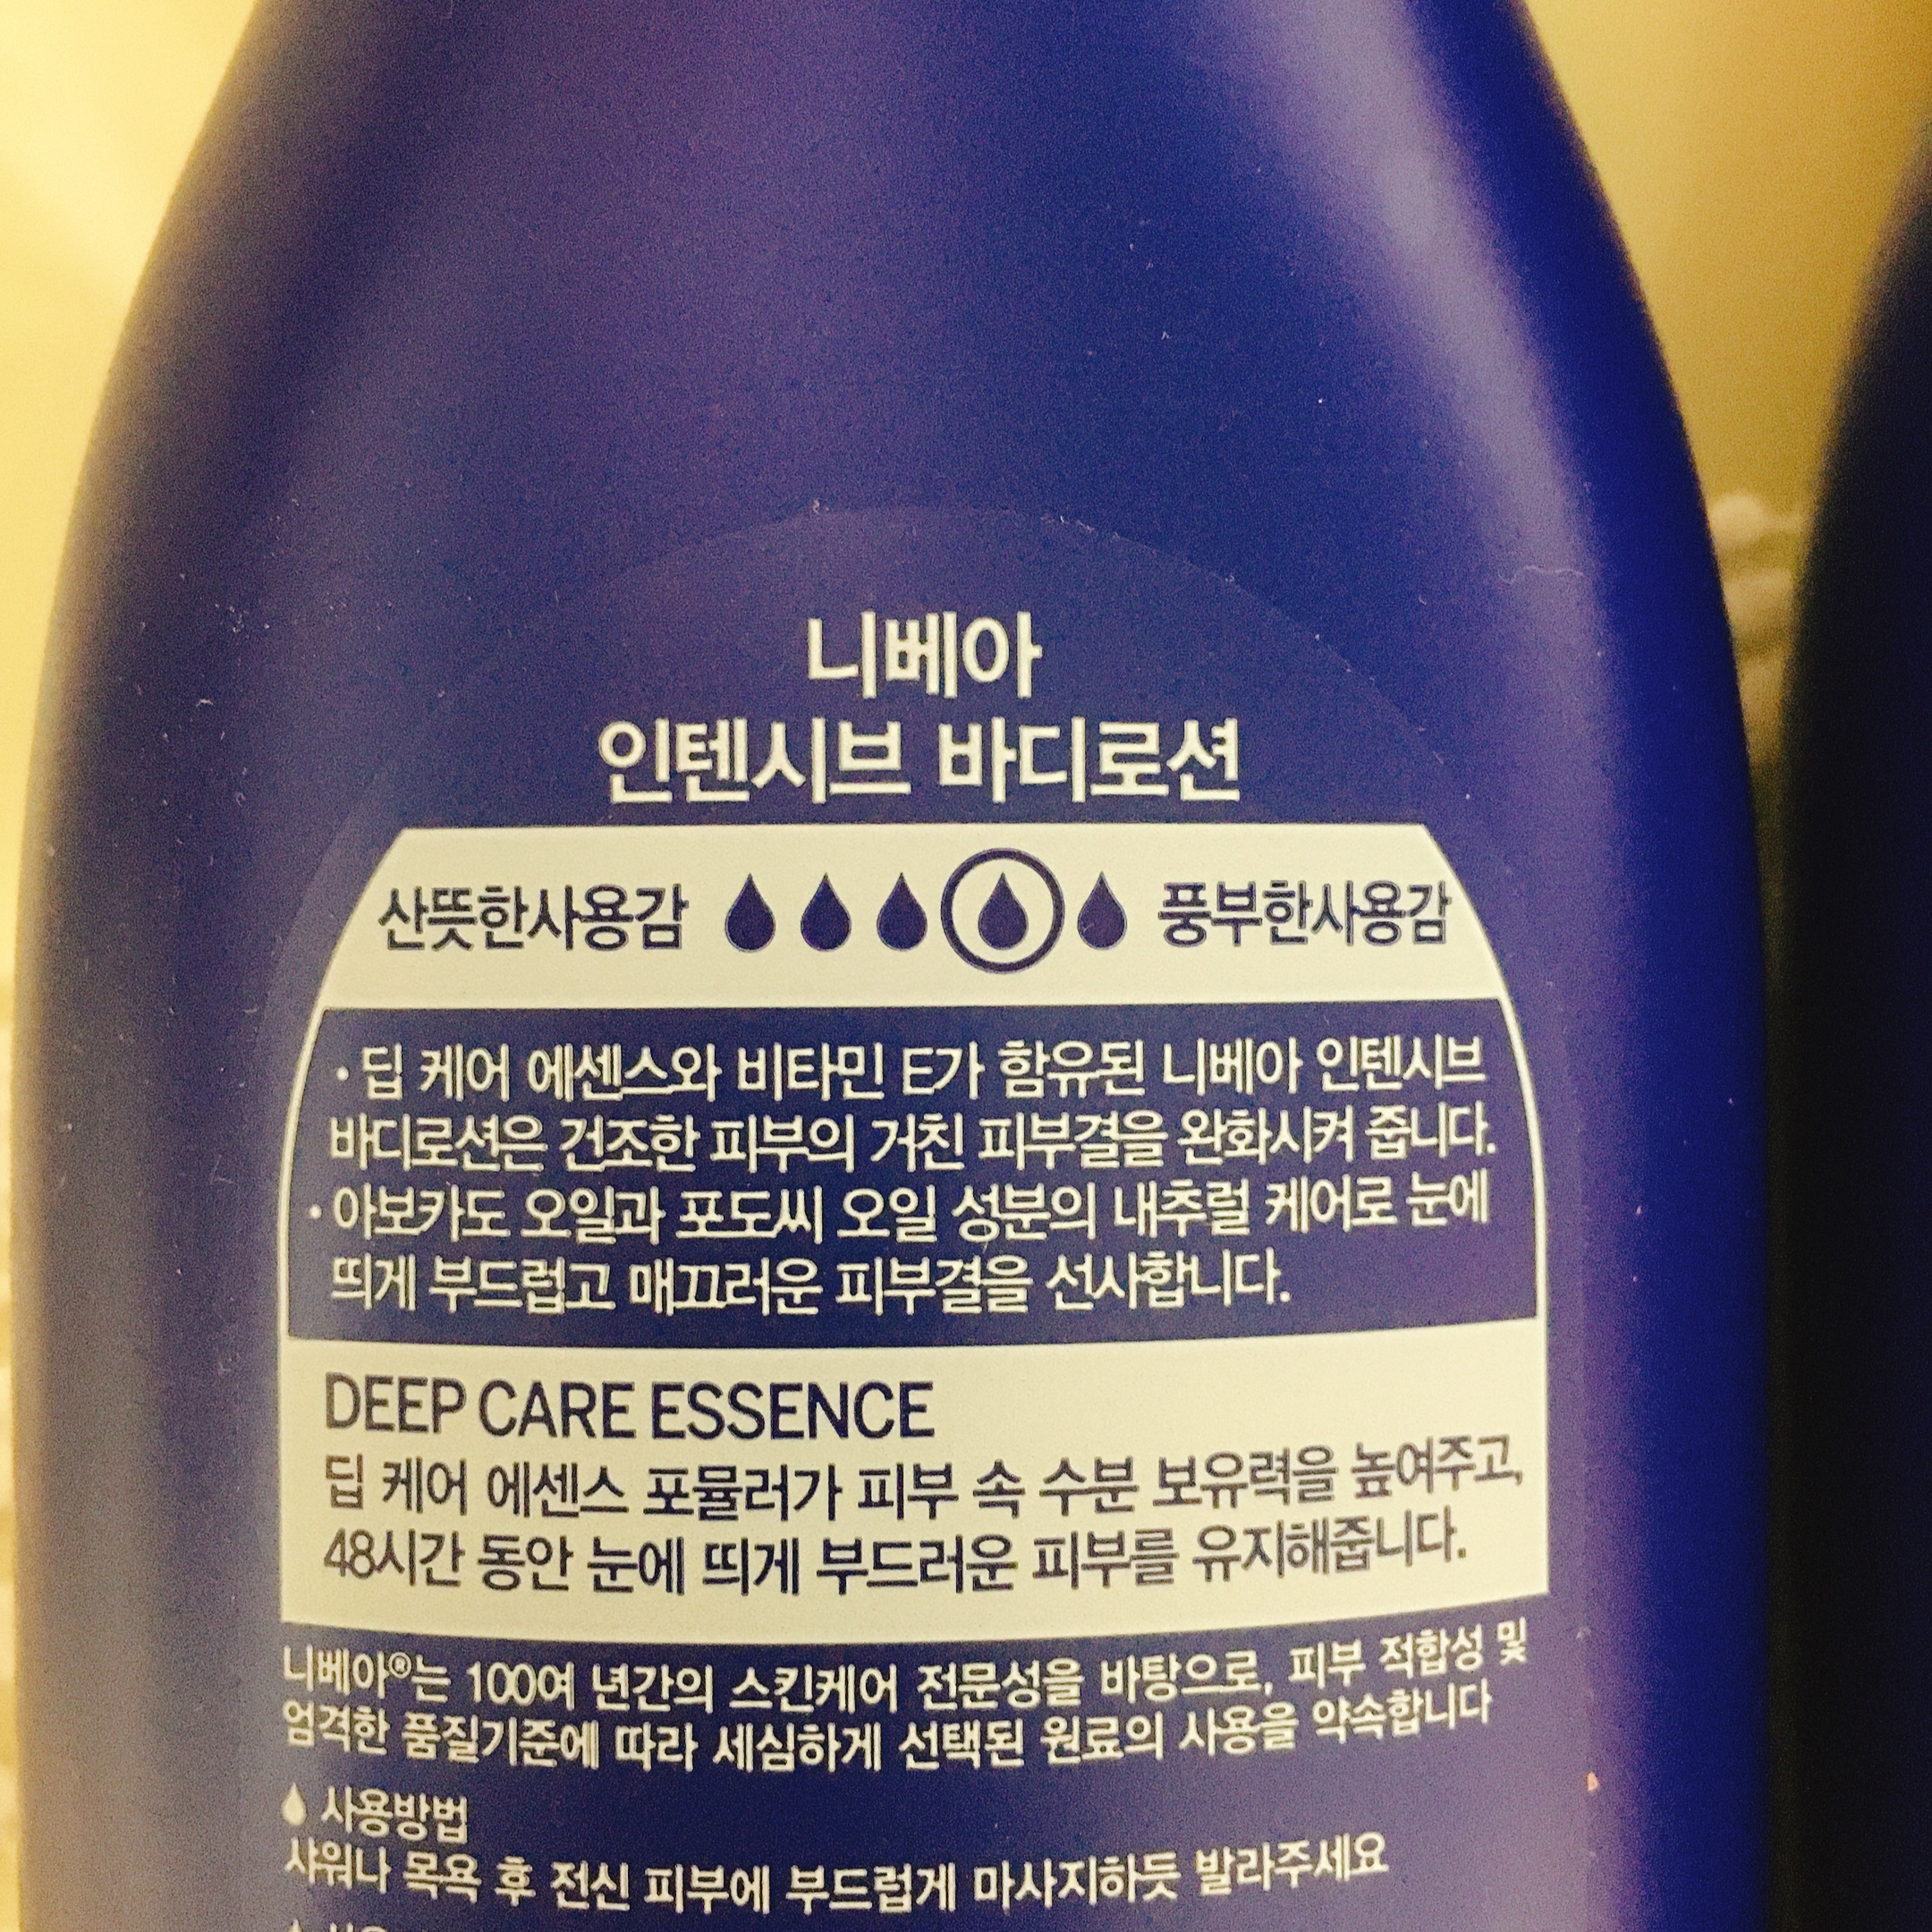 니베아
인텐시브 바디로션
산뜻한사용감 풍부한사용감
· 딥 케어 에센스와 비타민 E가 함유된 니베아 인텐시브
바디로션은 건조한 피부의 거친 피부결을 완화시켜 줍니다.
· 아보카도 오일과 포도씨 오일 성분의 내추럴 케어로 눈에
띄게 부드럽고 매끄러운 피부결을 선사합니다.
DEEP CARE ESSENCE
딥 케어 에센스 포뮬러가 피부 속 수분 보유력을 높여주고,
48시간 동안 눈에 띄게 부드러운 피부를 유지해줍니다.
니베아®는 100여 년간의 스킨케어 전문성을 바탕으로, 피부 적합성 및
엄격한 품질기준에 따라 세심하게 선택된 원료의 사용을 약속합니다
사용방법
샤워나 목욕 후 전신 피부에 부드럽게 마사지하듯 발라주세요